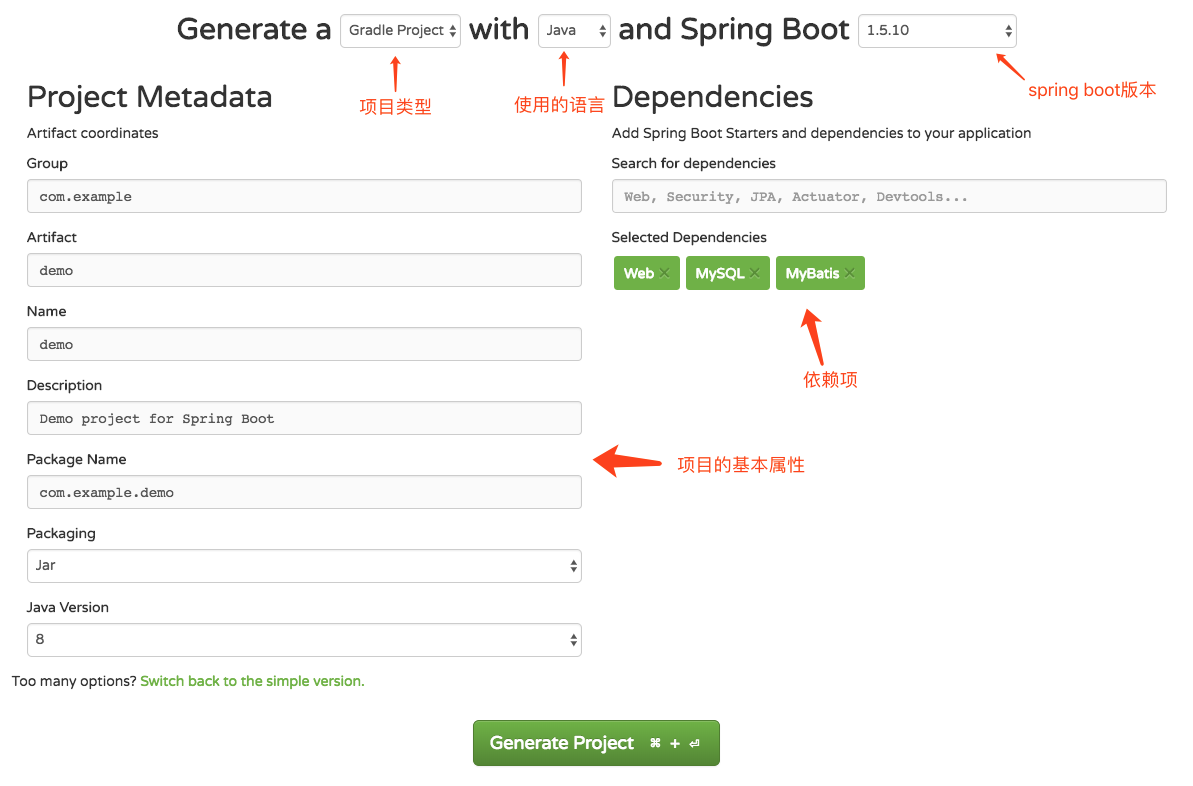 Generate a Gradle Project with Java and Spring Boot 1.5.10
项目类型
使用的语言
spring boot版本
Project Metadata
Artifact coordinates
Group
com.example
Artifact
demo
Name
demo
Description
Demo project for Spring Boot
Package Name
com.example.demo
Packaging
Jar
Java Version
8
Too many options? Switch back to the simple version.
Dependencies
Add Spring Boot Starters and dependencies to your application
Search for dependencies
Web, Security, JPA, Actuator, Devtools...
Selected Dependencies
Web × MySQL × MyBatis ×
依赖项
项目的基本属性
Generate Project ⌘ + ⏎